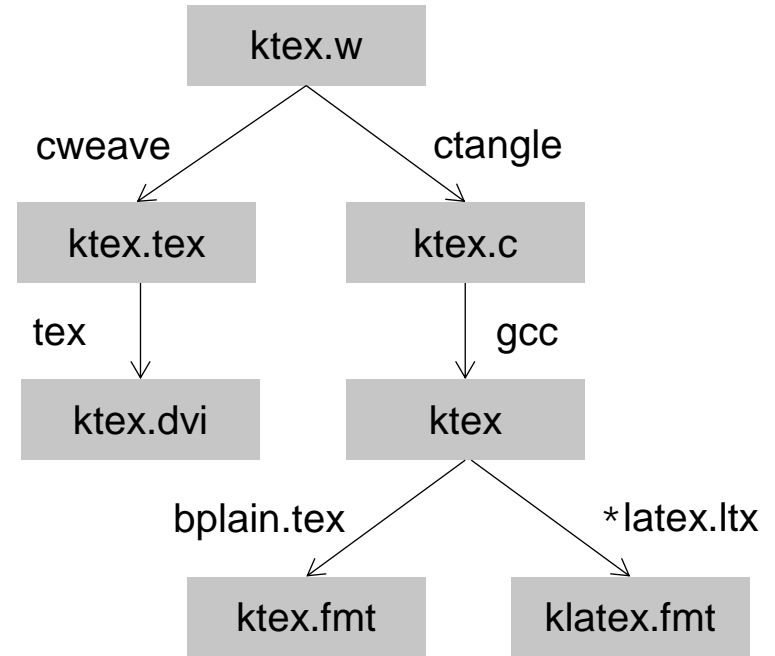 ktex.w
cweave
ctangle
ktex.tex
ktex.c
tex
gcc
ktex.dvi
ktex
bplain.tex
*latex.ltx
ktex.fmt
klatex.fmt